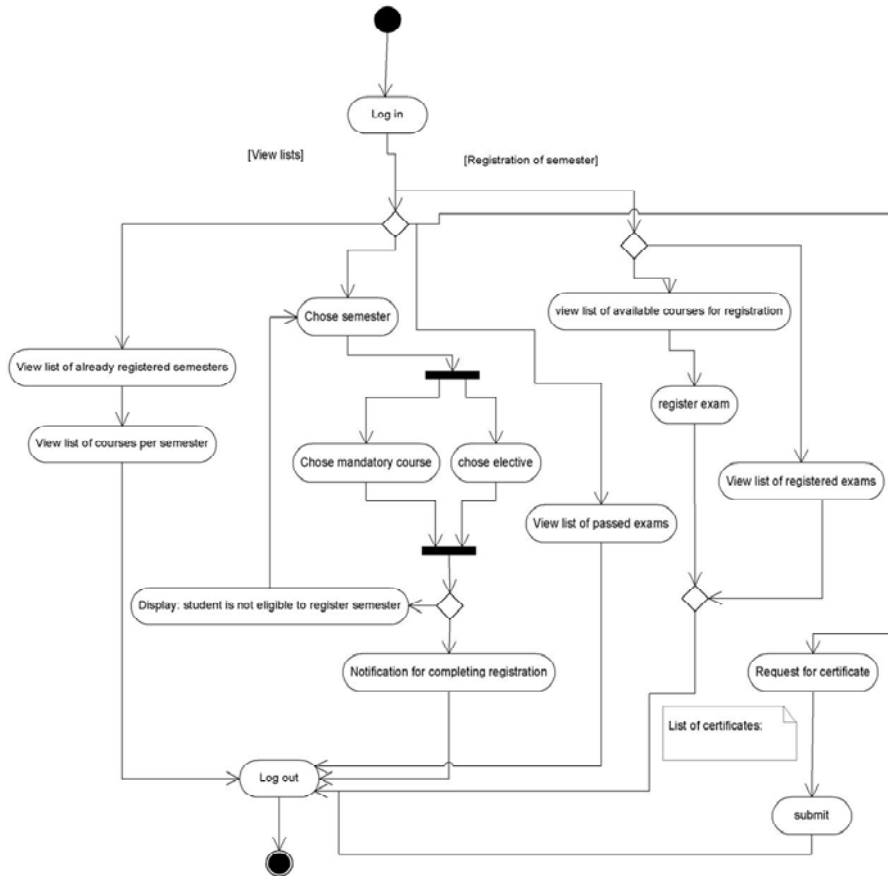 Log in
[View lists]
[Registration of semester]
Chose semester
view list of available courses for registration
View list of already registered semesters
register exam
View list of courses per semester
Chose mandatory course
chose elective
View list of registered exams
View list of passed exams
Display: student is not eligible to register semester
Notification for completing registration
Request for certificate
List of certificates:
Log out
submit